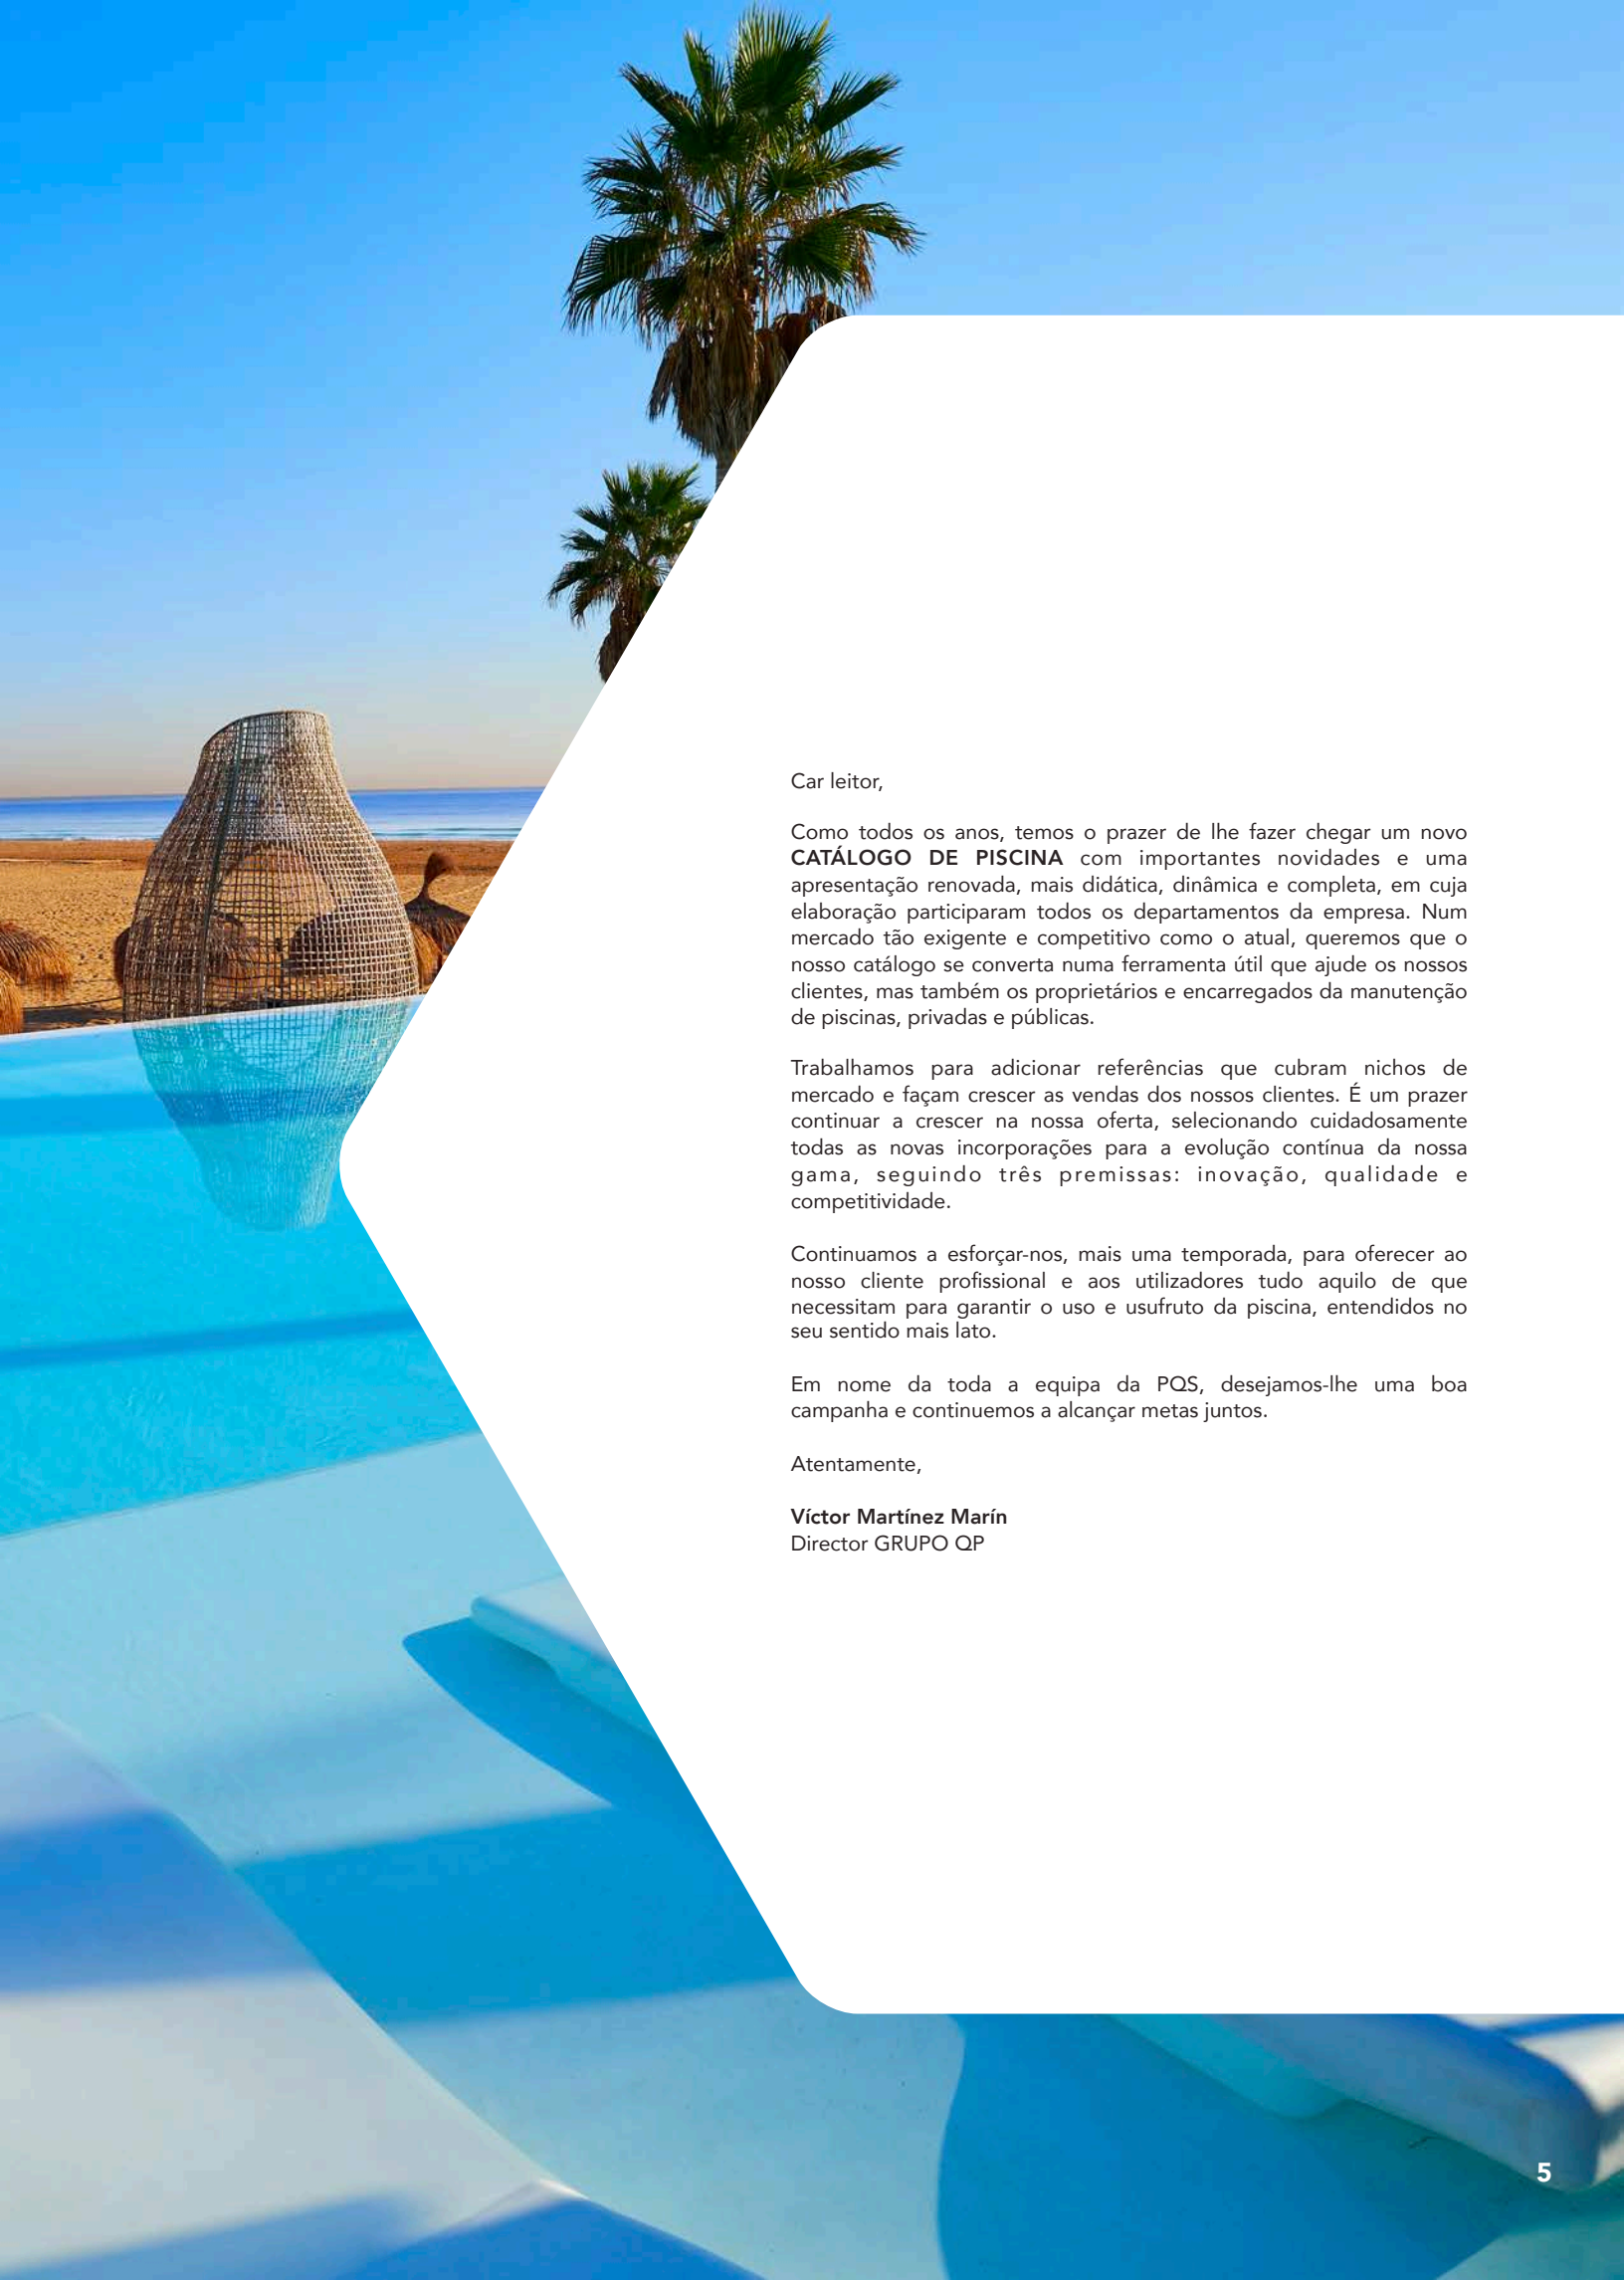 Car leitor,
Como todos os anos, temos o prazer de lhe fazer chegar um novo
CATÁLOGO DE PISCINA com importantes novidades e uma
apresentação renovada, mais didática, dinâmica e completa, em cuja
elaboração participaram todos os departamentos da empresa. Num
mercado tão exigente e competitivo como o atual, queremos que o
nosso catálogo se converta numa ferramenta útil que ajude os nossos
clientes, mas também os proprietários e encarregados da manutenção
de piscinas, privadas e públicas.
Trabalhamos para adicionar referências que cubram nichos de
mercado e façam crescer as vendas dos nossos clientes. É um prazer
continuar a crescer na nossa oferta, selecionando cuidadosamente
todas as novas incorporações para a evolução contínua da nossa
gama, seguindo três premissas: inovação, qualidade e
competitividade.
Continuamos a esforçar-nos, mais uma temporada, para oferecer ao
nosso cliente profissional e aos utilizadores tudo aquilo de que
necessitam para garantir o uso e usufruto da piscina, entendidos no
seu sentido mais lato.
Em nome da toda a equipa da PQS, desejamos-lhe uma boa
campanha e continuemos a alcançar metas juntos.
Atentamente,
Víctor Martínez Marín
Director GRUPO QP
5